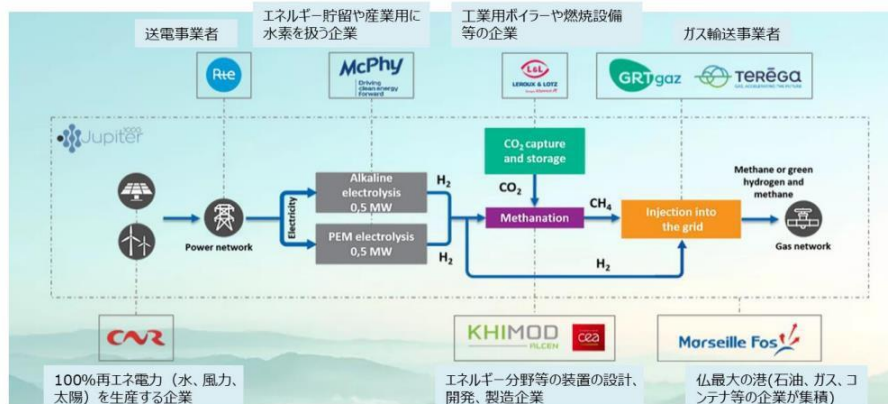 送電事業者
エネルギー貯留や産業用に
水素を扱う企業
工業用ボイラーや燃焼設備
等の企業
ガス輸送事業者
Rte
McPhy
Driving
clean energy
forward
L&L
LEROUX & LOTZ
GRTgaz
TERĒGA
GAS, ACCELERATING THE FUTURE
Jupiter
1000
CO₂ capture
and storage
Alkaline
electrolysis
0,5 MW
H₂
CO₂
Methane or green
hydrogen and
methane
Electricity
Methanation
CH₄
Injection into
the grid
Power network
PEM electrolysis
0,5 MW
H₂
H₂
Gas network
CNR
KHIMOD
ALCEN
cea
Marseille Fos
100%再エネ電力（水、風力、
太陽）を生産する企業
エネルギー分野等の装置の設計、
開発、製造企業
仏最大の港(石油、ガス、コ
ンテナ等の企業が集積)